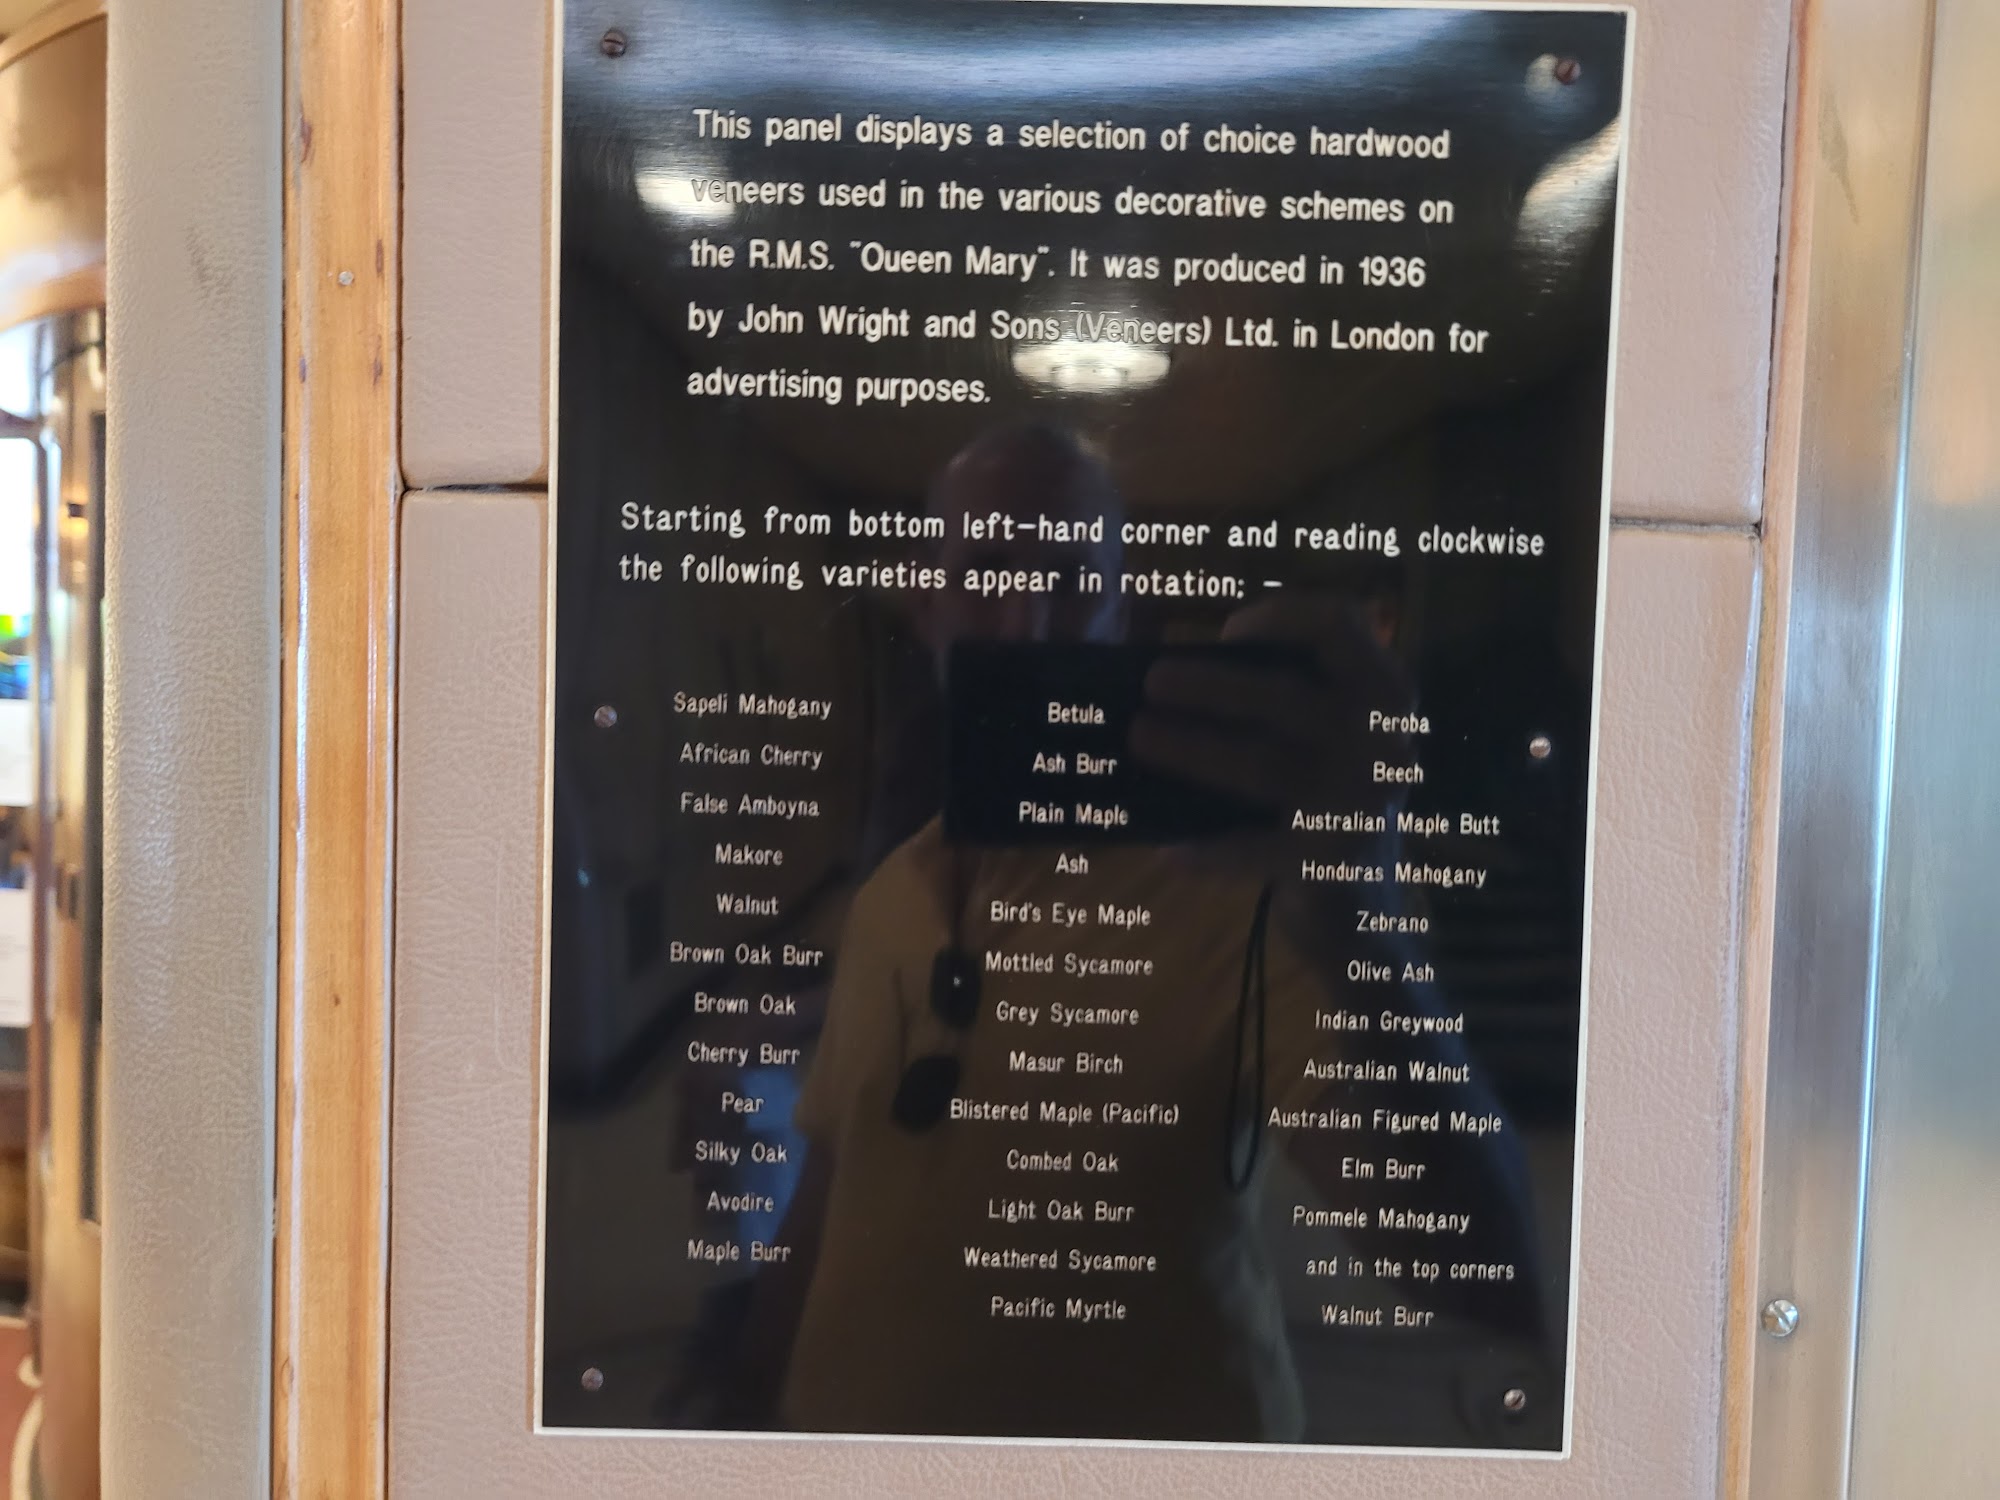 This panel displays a selection of choice hardwood
veneers used in the various decorative schemes on
the R.M.S. "Oueen Mary". It was produced in 1936
by John Wright and Sons (Veneers) Ltd. in London for
advertising purposes.
Starting from bottom left-hand corner and reading clockwise
the following varieties appear in rotation; –
Sapeli Mahogany
African Cherry
False Amboyna
Makore
Walnut
Brown Oak Burr
Brown Oak
Cherry Burr
Pear
Silky Oak
Avodire
Maple Burr
Betula
Ash Burr
Plain Maple
Ash
Bird's Eye Maple
Mottled Sycamore
Grey Sycamore
Masur Birch
Blistered Maple (Pacific)
Combed Oak
Light Oak Burr
Weathered Sycamore
Pacific Myrtle
Peroba
Beech
Australian Maple Butt
Honduras Mahogany
Zebrano
Olive Ash
Indian Greywood
Australian Walnut
Australian Figured Maple
Elm Burr
Pommele Mahogany
and in the top corners
Walnut Burr